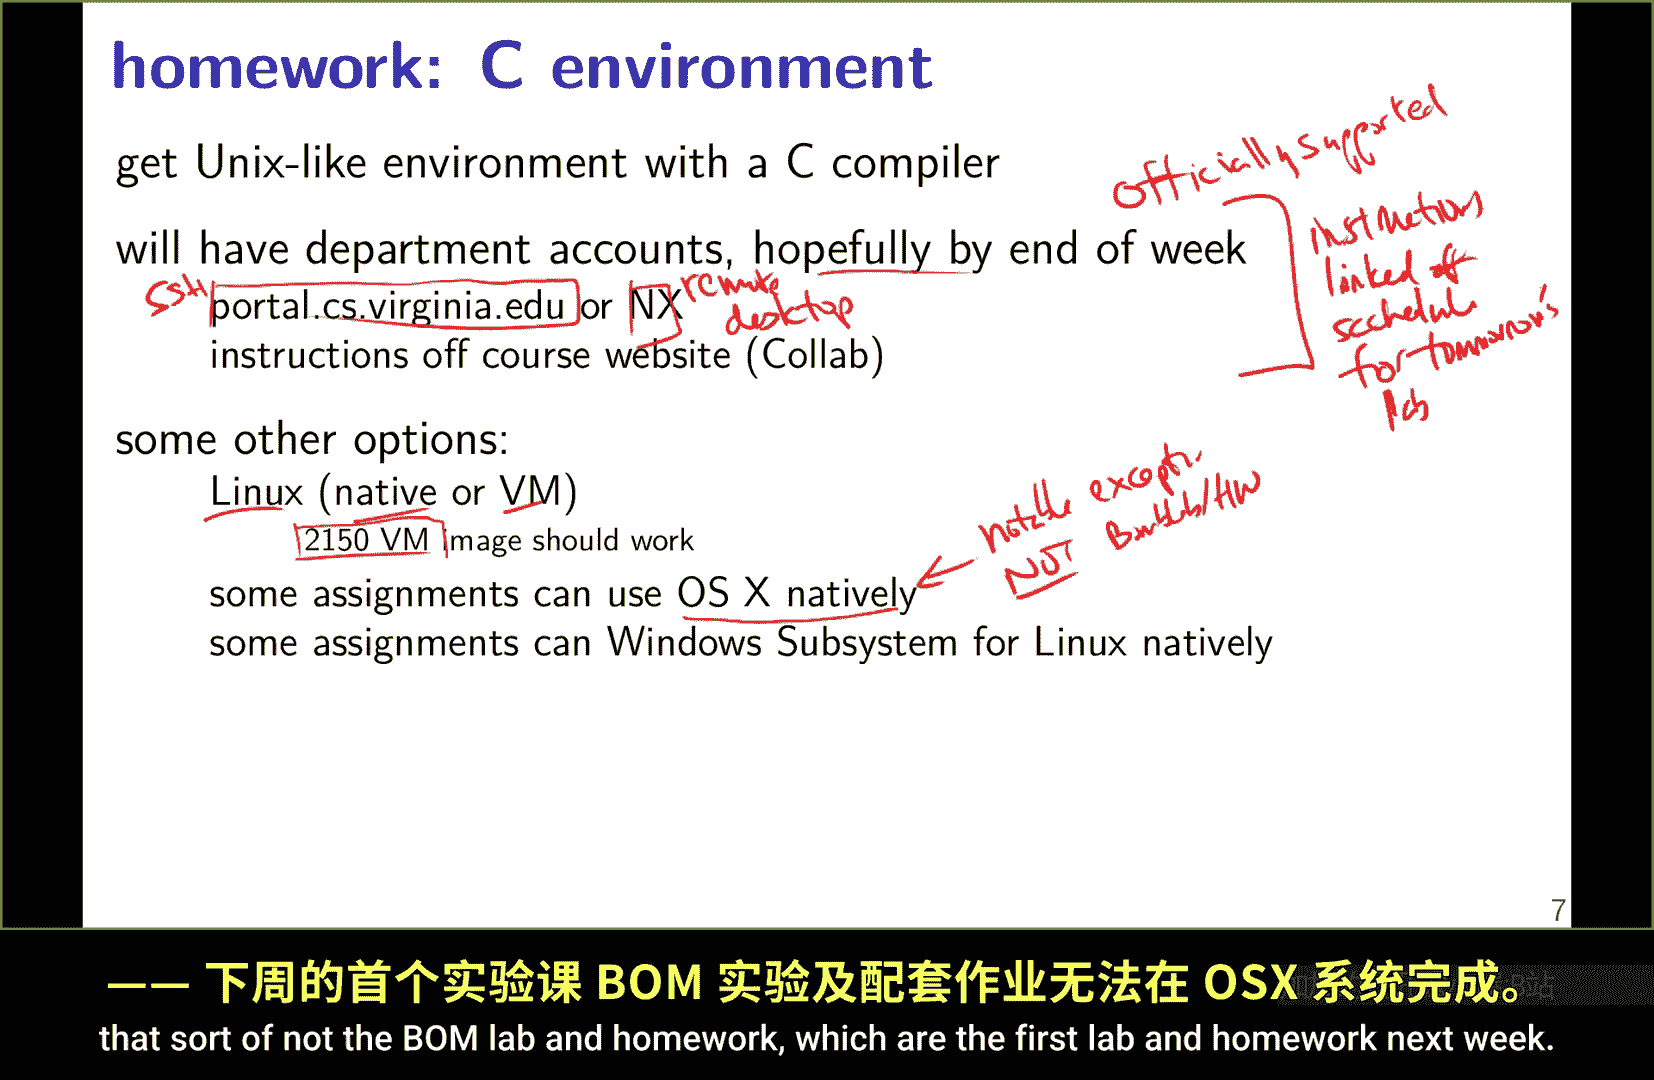 homework: C environment
get Unix-like environment with a C compiler
officially supported
will have department accounts, hopefully by end of week
instructions
linked off
schedule
for tommorow's
lab
SSH portal.cs.virginia.edu or NX remote
desktop
instructions off course website (Collab)
some other options:
Linux (native or VM)
2150 VM image should work
notable except.
NOT Bomblab/HW
some assignments can use OS X natively
some assignments can Windows Subsystem for Linux natively
7
—— 下周的首个实验课 BOM 实验及配套作业无法在 OSX 系统完成。
that sort of not the BOM lab and homework, which are the first lab and homework next week.